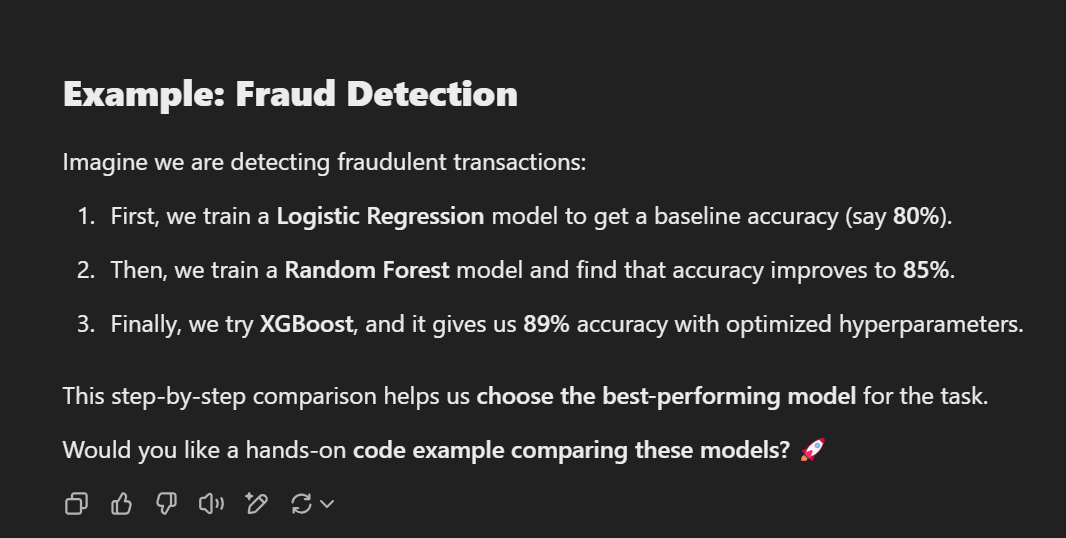 Example: Fraud Detection
Imagine we are detecting fraudulent transactions:
1. First, we train a Logistic Regression model to get a baseline accuracy (say 80%).
2. Then, we train a Random Forest model and find that accuracy improves to 85%.
3. Finally, we try XGBoost, and it gives us 89% accuracy with optimized hyperparameters.
This step-by-step comparison helps us choose the best-performing model for the task.
Would you like a hands-on code example comparing these models? 🚀